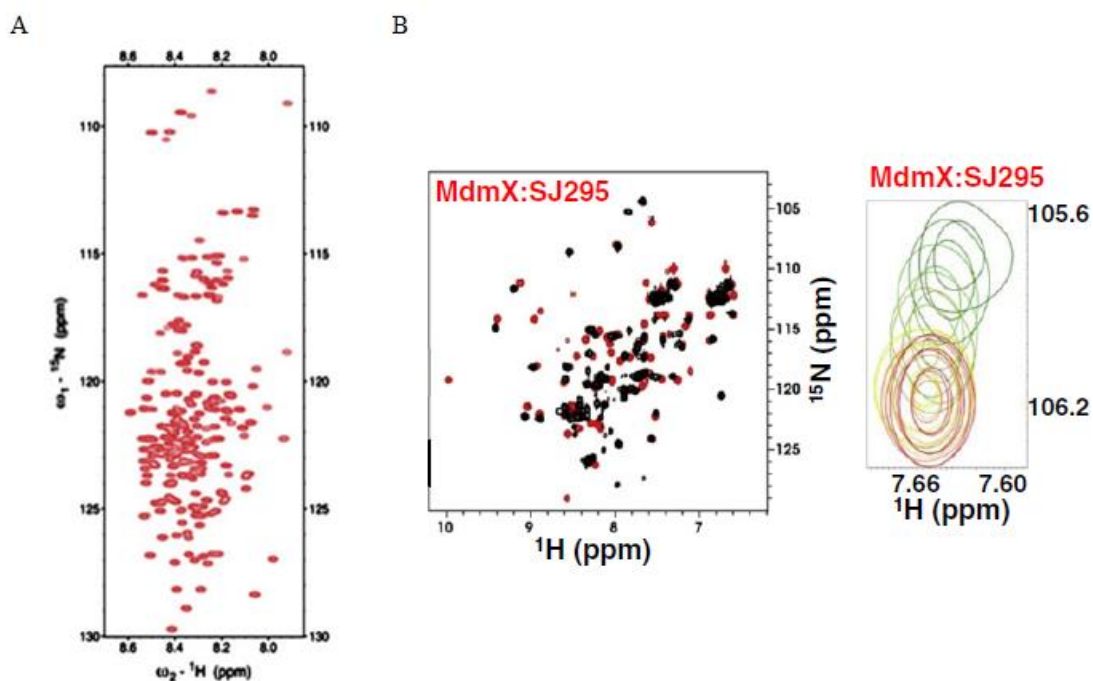 A
8.6 8.4 8.2 8.0
110 110
115 115
120 120
125 125
130 130
8.6 8.4 8.2 8.0
ω₁ - ¹⁵N (ppm)
ω₂ - ¹H (ppm)
B
MdmX:SJ295
105
110
115
120
125
¹⁵N (ppm)
10 9 8 7
¹H (ppm)
MdmX:SJ295
105.6
106.2
7.66 7.60
¹H (ppm)